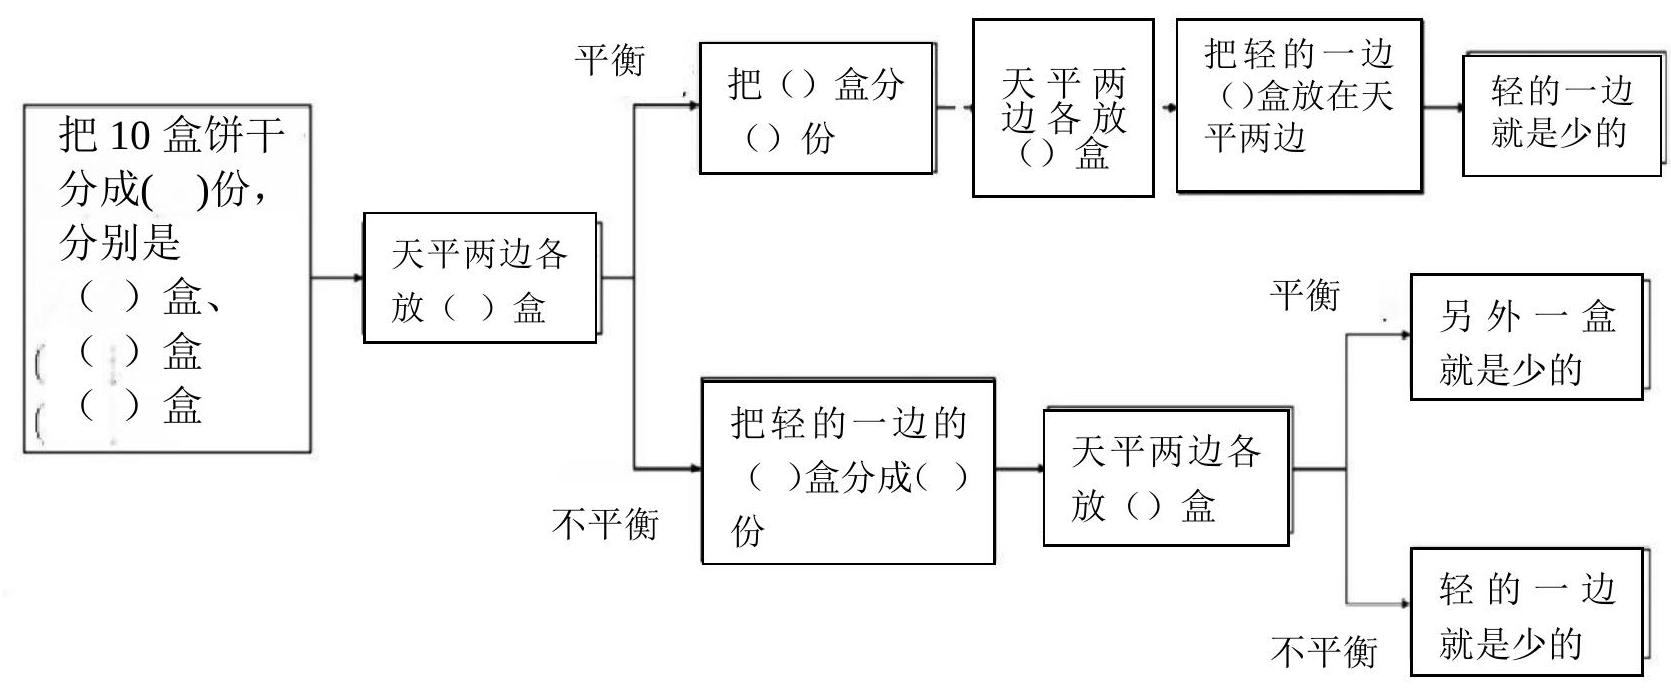 把 10 盒饼干
分成(   )份，
分别是
（  ）盒、
（  ）盒
（  ）盒
天平两边各
放（  ）盒
平衡
把（）盒分
（）份
天平两
边各放
（）盒
把轻的一边
（）盒放在天
平两边
轻的一边
就是少的
不平衡
把轻的一边的
（  ）盒分成(   )
份
天平两边各
放（）盒
平衡
另外一盒
就是少的
不平衡
轻的一边
就是少的